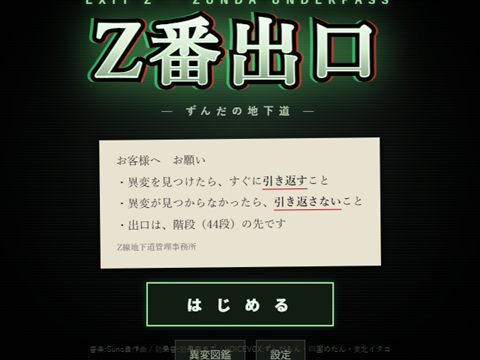 EXIT Z ZUNDA UNDERPASS
Z番出口
― ずんだの地下道 ―
お客様へ　お願い
・異変を見つけたら、すぐに引き返すこと
・異変が見つからなかったら、引き返さないこと
・出口は、階段（44段）の先です
Z線地下道管理事務所
はじめる
異変図鑑
設定